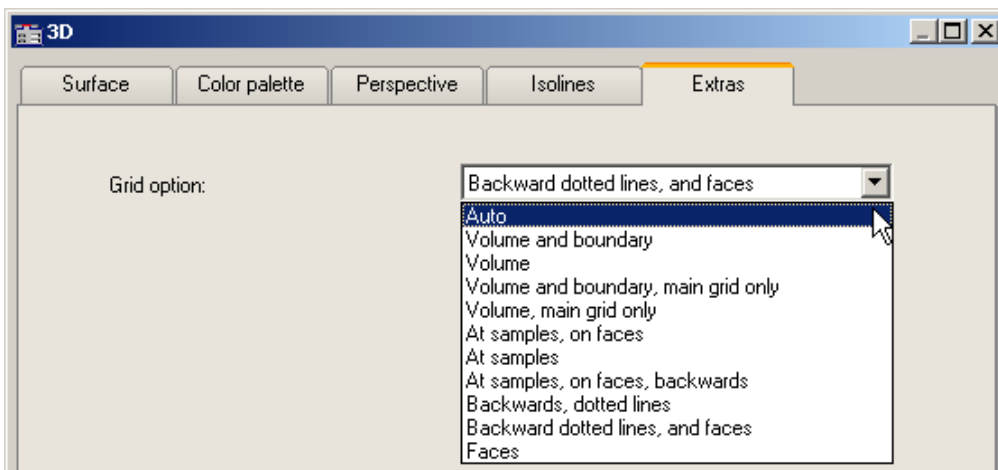 3D
Surface Color palette Perspective Isolines Extras
Grid option: Backward dotted lines, and faces
Auto
Volume and boundary
Volume
Volume and boundary, main grid only
Volume, main grid only
At samples, on faces
At samples
At samples, on faces, backwards
Backwards, dotted lines
Backward dotted lines, and faces
Faces